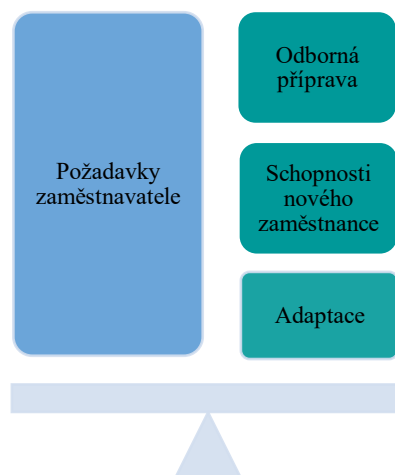 Požadavky
zaměstnavatele
Odborná
příprava
Schopnosti
nového
zaměstnance
Adaptace